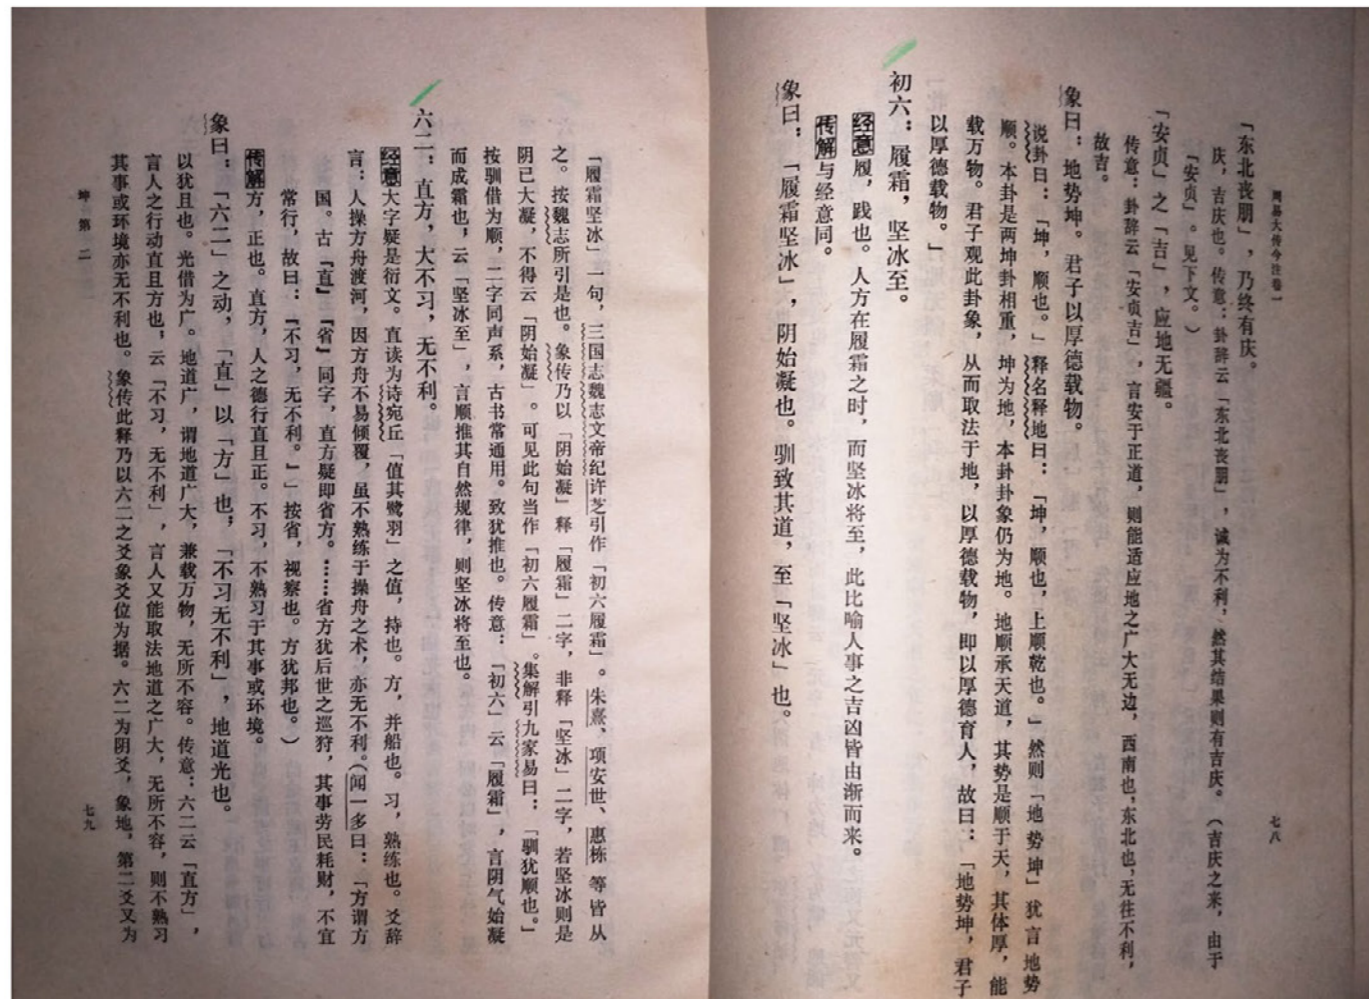 周易大传今注卷一
七八
「东北丧朋」，乃终有庆。
庆，吉庆也。传意：卦辞云「东北丧朋」，诚为不利，然其结果则有吉庆。（吉庆之来，由于
「安贞」。见下文。）
「安贞」之「吉」，应地无疆。
传意：卦辞云「安贞吉」，言安于正道，则能适应地之广大无边，西南也，东北也，无往不利，
故吉。
象曰：地势坤。君子以厚德载物。
说卦曰：「坤，顺也。」释名释地曰：「坤，顺也，上顺乾也。」然则「地势坤」犹言地势
顺。本卦是两坤卦相重，坤为地，本卦卦象仍为地。地顺承天道，其势是顺于天，其体厚，能
载万物。君子观此卦象，从而取法于地，以厚德载物，即以厚德育人，故曰：「地势坤，君子
以厚德载物。」
初六：履霜，坚冰至。
经意履，践也。人方在履霜之时，而坚冰将至，此比喻人事之吉凶皆由渐而来。
传解与经意同。
象曰：「履霜坚冰」，阴始凝也。驯致其道，至「坚冰」也。
「履霜坚冰」一句，三国志魏志文帝纪许芝引作「初六履霜」。朱熹、项安世、惠栋等皆从
之。按魏志所引是也。象传乃以「阴始凝」释「履霜」二字，非释「坚冰」二字，若坚冰则是
阴已大凝，不得云「阴始凝」。可见此句当作「初六履霜」。集解引九家易曰：「驯犹顺也。」
按驯借为顺，二字同声系，古书常通用。致犹推也。传意：「初六」云「履霜」，言阴气始凝
而成霜也，云「坚冰至」，言顺推其自然规律，则坚冰将至也。
六二：直方，大不习，无不利。
经意大字疑是衍文。直读为诗宛丘「值其鹭羽」之值，持也。方，并船也。习，熟练也。爻辞
言：人操方舟渡河，因方舟不易倾覆，虽不熟练于操舟之术，亦无不利。（闻一多曰：「方谓方
国。古『直』『省』同字，直方疑即省方。……省方犹后世之巡狩，其事劳民耗财，不宜
常行，故曰：『不习，无不利。』」按省，视察也。方犹邦也。）
传解方，正也。直方，人之德行直且正。不习，不熟习于其事或环境。
象曰：「六二」之动，「直」以「方」也；「不习无不利」，地道光也。
以犹且也。光借为广。地道广，谓地道广大，兼载万物，无所不容。传意：六二云「直方」，
言人之行动直且方也；云「不习，无不利」，言人又能取法地道之广大，无所不容，则不熟习
其事或环境亦无不利也。象传此释乃以六二之爻象爻位为据。六二为阴爻，象地，第二爻又为
坤　第二
七九